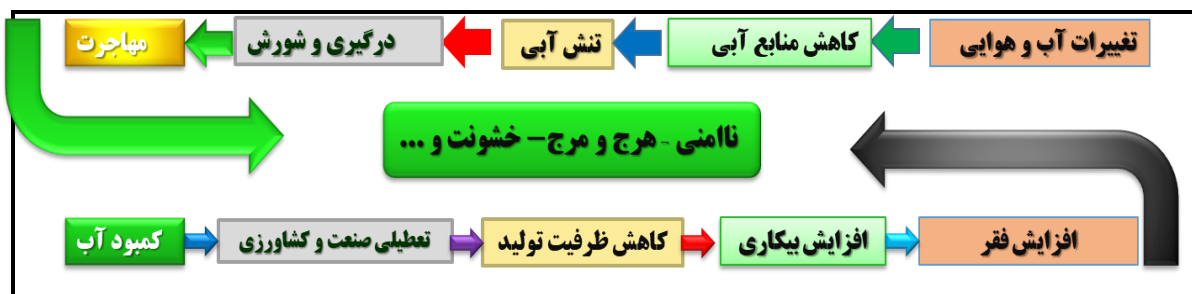 تغییرات آب و هوایی
کاهش منابع آبی
تنش آبی
درگیری و شورش
مهاجرت
ناامنی - هرج و مرج – خشونت و ...
کمبود آب
تعطیلی صنعت و کشاورزی
کاهش ظرفیت تولید
افزایش بیکاری
افزایش فقر